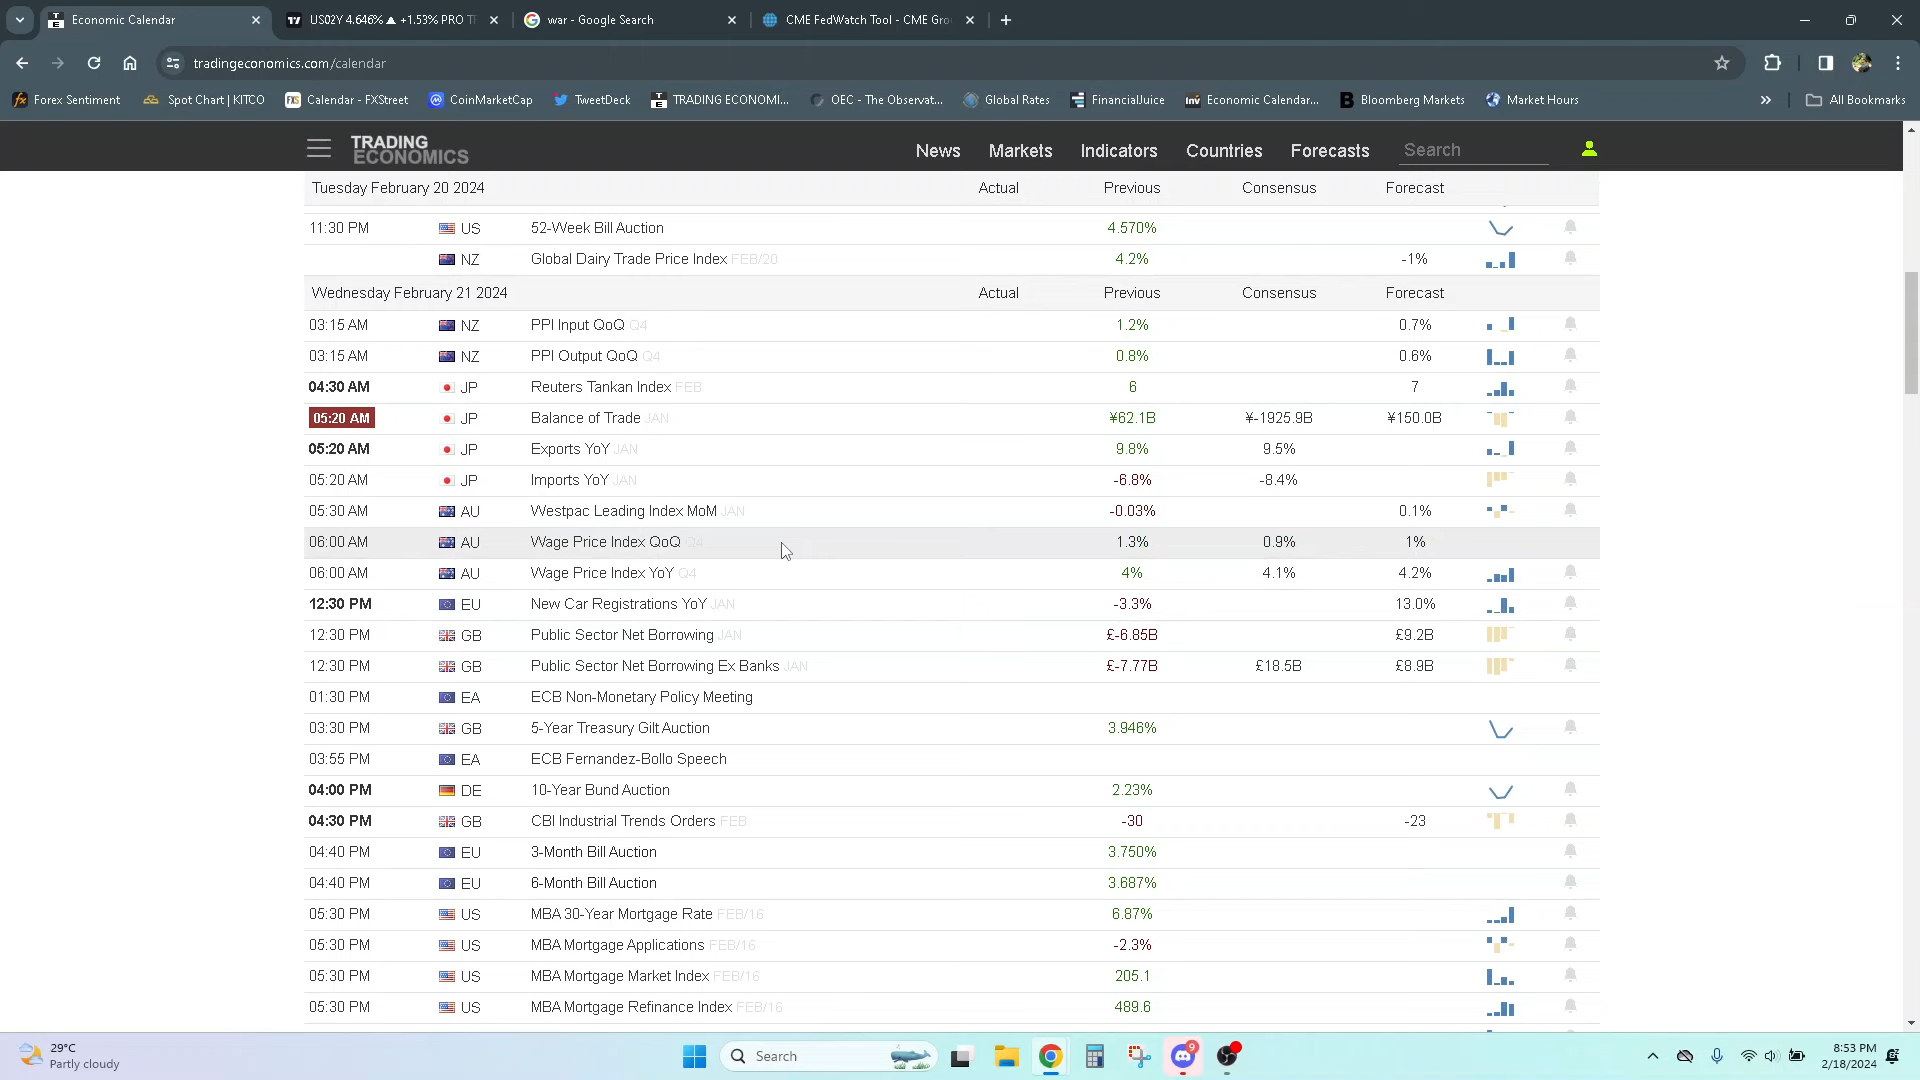 Economic Calendar
US02Y 4.646% ▲ +1.53% PRO T
war - Google Search
CME FedWatch Tool - CME Gro
tradingeconomics.com/calendar
Forex Sentiment
Spot Chart | KITCO
Calendar - FXStreet
CoinMarketCap
TweetDeck
TRADING ECONOMI...
OEC - The Observat...
Global Rates
FinancialJuice
Economic Calendar...
Bloomberg Markets
Market Hours
All Bookmarks
TRADING
ECONOMICS
News Markets Indicators Countries Forecasts Search
Tuesday February 20 2024 Actual Previous Consensus Forecast
11:30 PM US 52-Week Bill Auction 4.570%
NZ Global Dairy Trade Price Index FEB/20 4.2% -1%
Wednesday February 21 2024 Actual Previous Consensus Forecast
03:15 AM NZ PPI Input QoQ Q4 1.2% 0.7%
03:15 AM NZ PPI Output QoQ Q4 0.8% 0.6%
04:30 AM JP Reuters Tankan Index FEB 6 7
05:20 AM JP Balance of Trade JAN ¥62.1B ¥-1925.9B ¥150.0B
05:20 AM JP Exports YoY JAN 9.8% 9.5%
05:20 AM JP Imports YoY JAN -6.8% -8.4%
05:30 AM AU Westpac Leading Index MoM JAN -0.03% 0.1%
06:00 AM AU Wage Price Index QoQ Q4 1.3% 0.9% 1%
06:00 AM AU Wage Price Index YoY Q4 4% 4.1% 4.2%
12:30 PM EU New Car Registrations YoY JAN -3.3% 13.0%
12:30 PM GB Public Sector Net Borrowing JAN £-6.85B £9.2B
12:30 PM GB Public Sector Net Borrowing Ex Banks JAN £-7.77B £18.5B £8.9B
01:30 PM EA ECB Non-Monetary Policy Meeting
03:30 PM GB 5-Year Treasury Gilt Auction 3.946%
03:55 PM EA ECB Fernandez-Bollo Speech
04:00 PM DE 10-Year Bund Auction 2.23%
04:30 PM GB CBI Industrial Trends Orders FEB -30 -23
04:40 PM EU 3-Month Bill Auction 3.750%
04:40 PM EU 6-Month Bill Auction 3.687%
05:30 PM US MBA 30-Year Mortgage Rate FEB/16 6.87%
05:30 PM US MBA Mortgage Applications FEB/16 -2.3%
05:30 PM US MBA Mortgage Market Index FEB/16 205.1
05:30 PM US MBA Mortgage Refinance Index FEB/16 489.6
29°C
Partly cloudy
Search
9
8:53 PM
2/18/2024